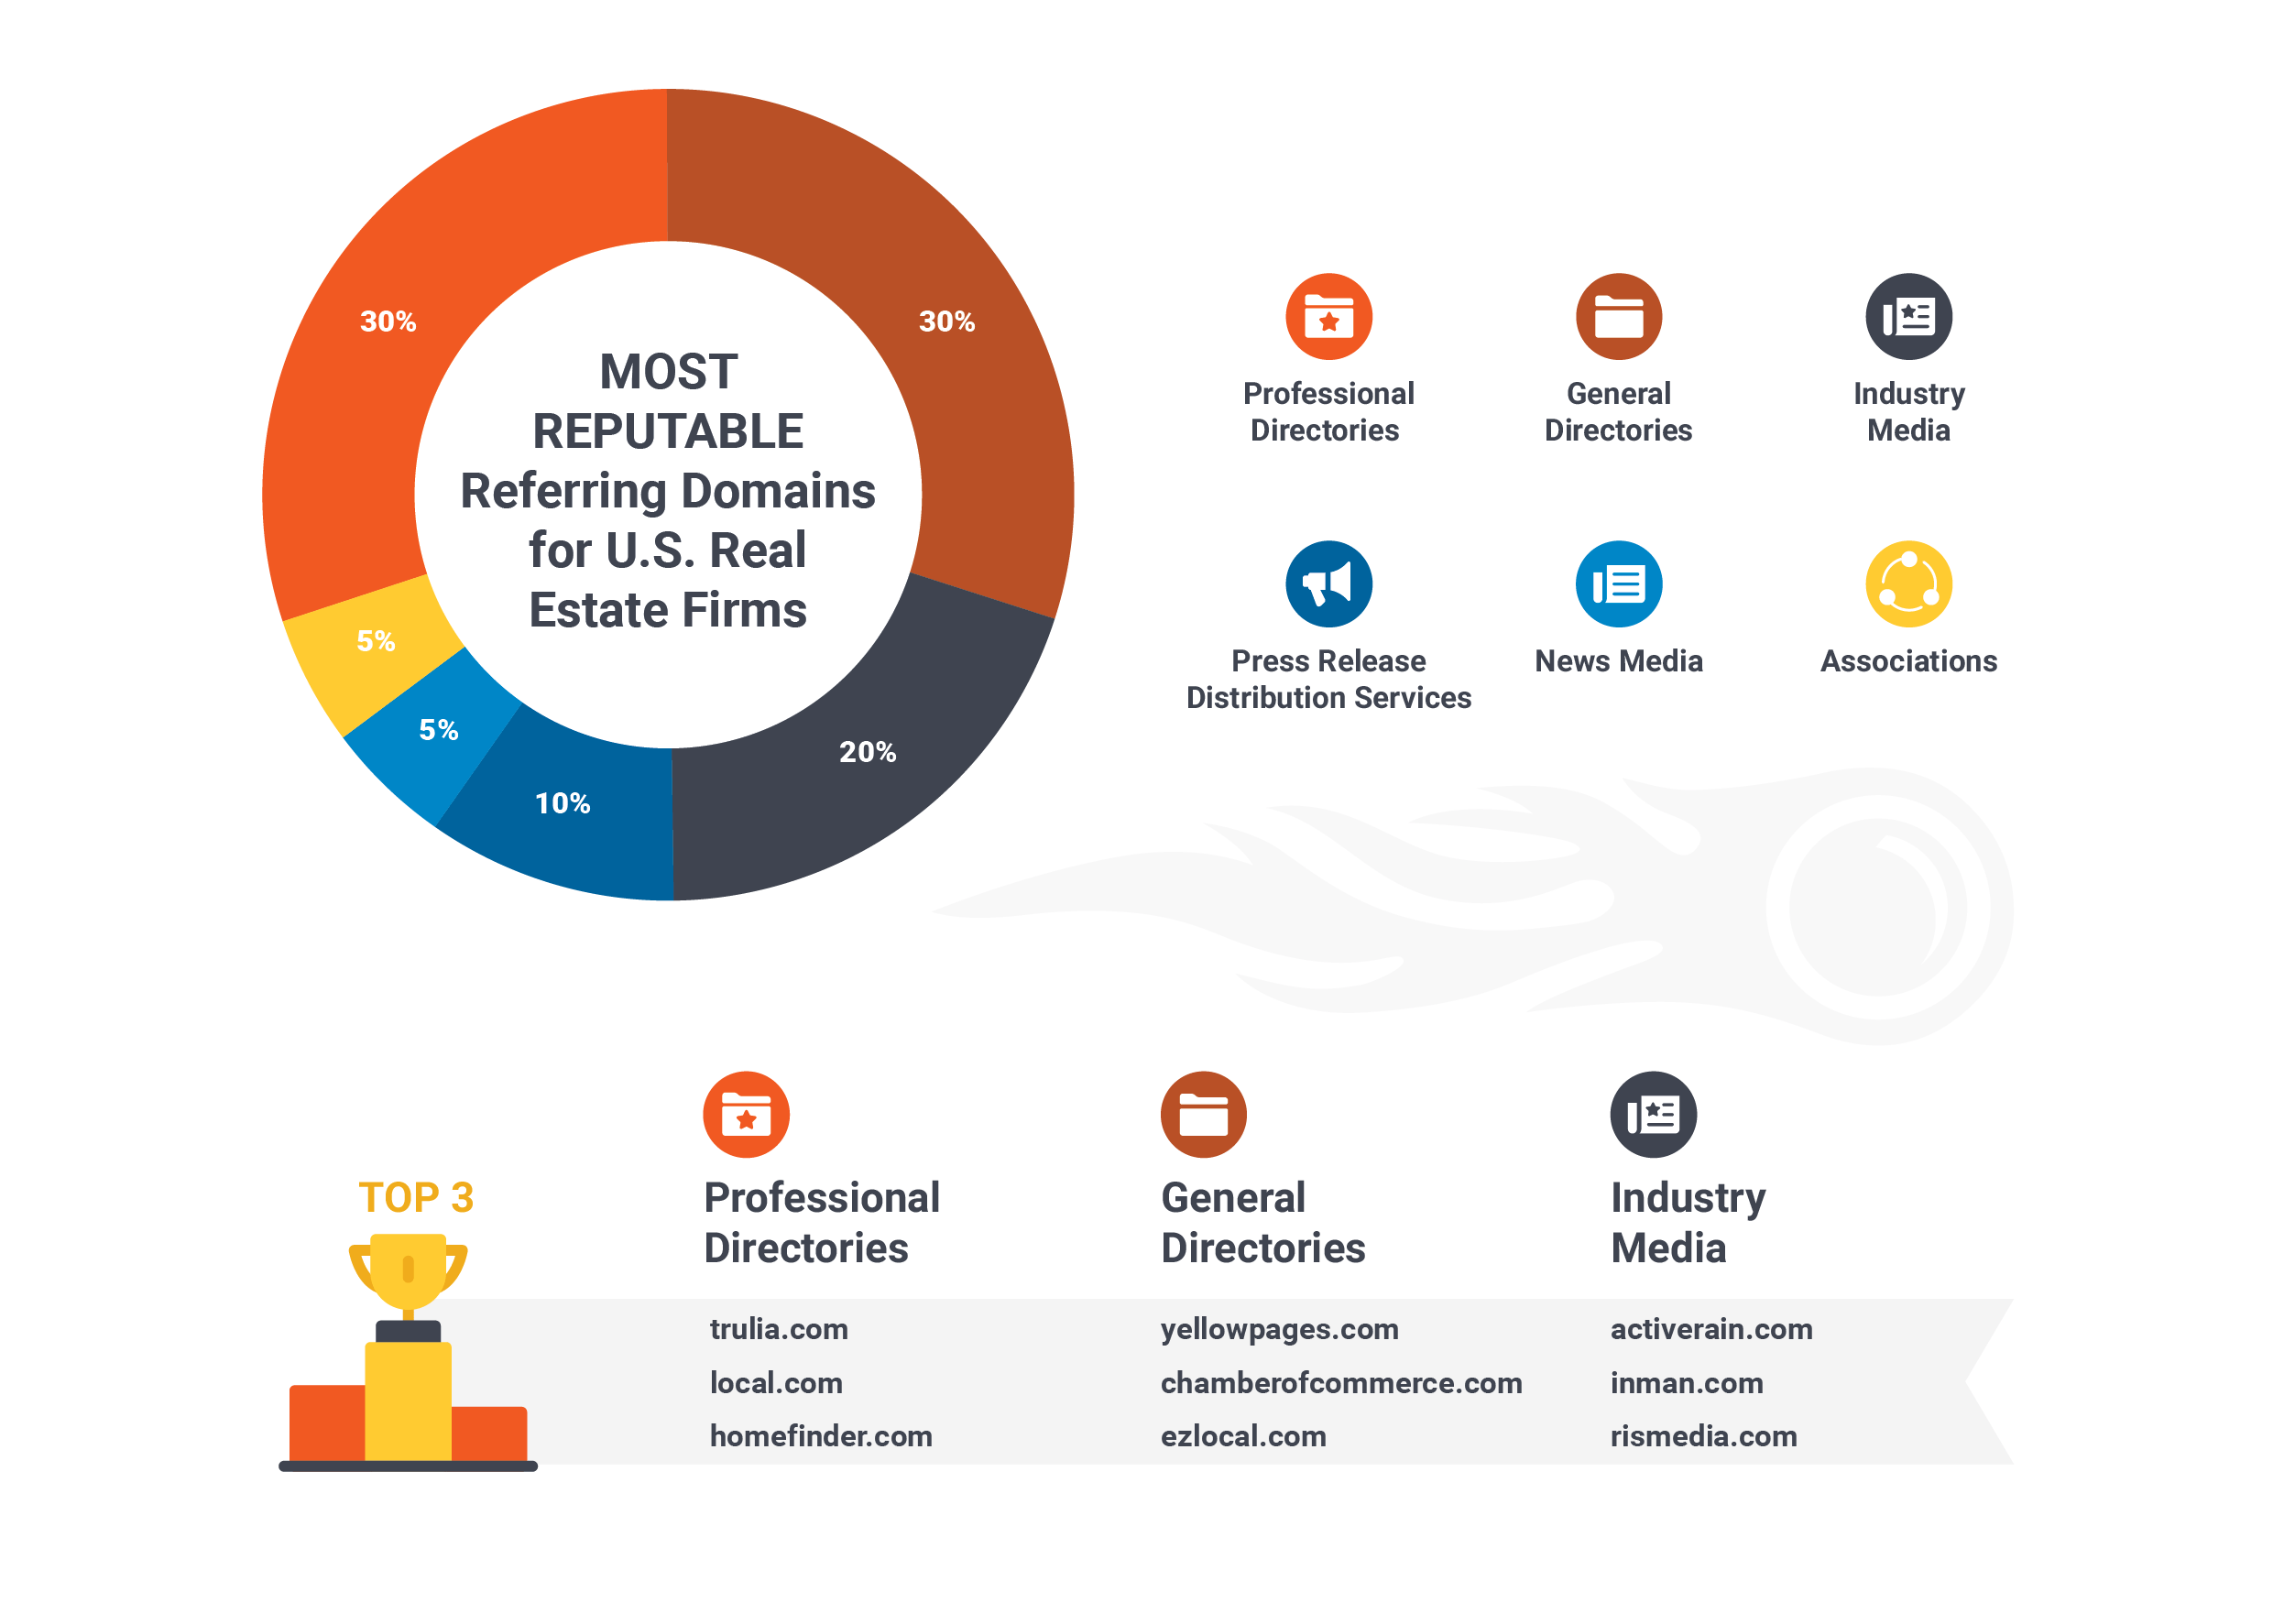 30%
30%
MOST
REPUTABLE
Referring Domains
for U.S. Real
Estate Firms
5%
5%
10%
20%
Professional
Directories
General
Directories
Industry
Media
Press Release
Distribution Services
News Media
Associations
TOP 3
Professional
Directories
General
Directories
Industry
Media
trulia.com
local.com
homefinder.com
yellowpages.com
chamberofcommerce.com
ezlocal.com
activerain.com
inman.com
rismedia.com